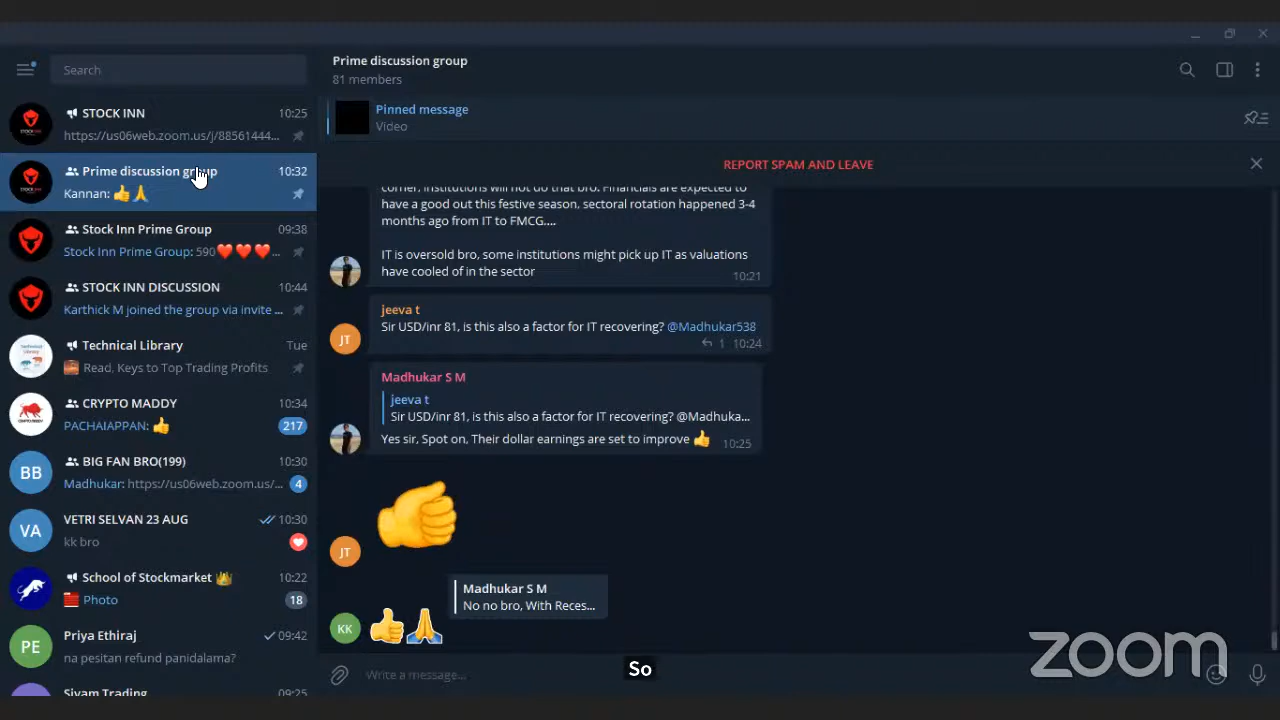 Search
STOCK INN 10:25
https://us06web.zoom.us/j/88561444...
Prime discussion group 10:32
Kannan: 👍🙏
Stock Inn Prime Group 09:38
Stock Inn Prime Group: 590❤️❤️❤️...
STOCK INN DISCUSSION 10:44
Karthick M joined the group via invite ...
Technical Library Tue
Read, Keys to Top Trading Profits
CRYPTO MADDY 10:34
PACHAIAPPAN: 👍 217
BB BIG FAN BRO(199) 10:30
Madhukar: https://us06web.zoom.us/... 4
VA VETRI SELVAN 23 AUG 10:30
kk bro
School of Stockmarket 👑 10:22
Photo 18
PE Priya Ethiraj 09:42
na pesitan refund panidalama?
Sivam Trading 09:25
Prime discussion group
81 members
Pinned message
Video
REPORT SPAM AND LEAVE
corner, institutions will not do that bro. Financials are expected to
have a good out this festive season, sectoral rotation happened 3-4
months ago from IT to FMCG....
IT is oversold bro, some institutions might pick up IT as valuations
have cooled of in the sector 10:21
jeeva t
JT Sir USD/inr 81, is this also a factor for IT recovering? @Madhukar538
1 10:24
Madhukar S M
jeeva t
Sir USD/inr 81, is this also a factor for IT recovering? @Madhuka...
Yes sir, Spot on, Their dollar earnings are set to improve 👍 10:25
JT
Madhukar S M
No no bro, With Reces...
KK 👍🙏
Write a message...
So
zoom